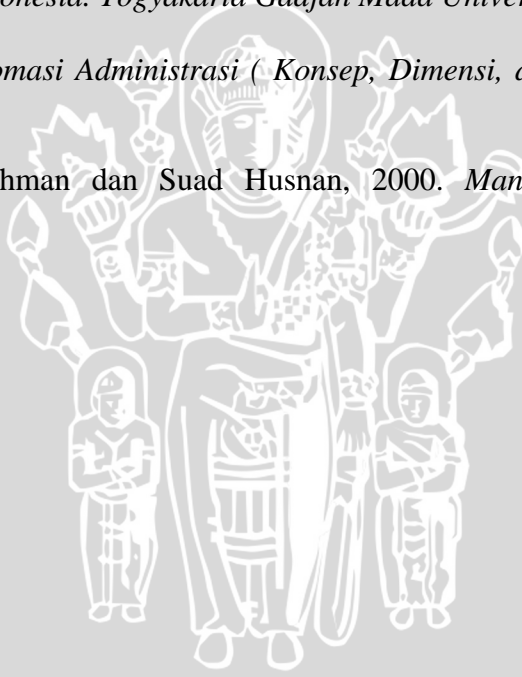 onesia. Yogyakarta Gadjah Mada Univer
omasi Administrasi ( Konsep, Dimensi,
hman dan Suad Husnan, 2000. Man